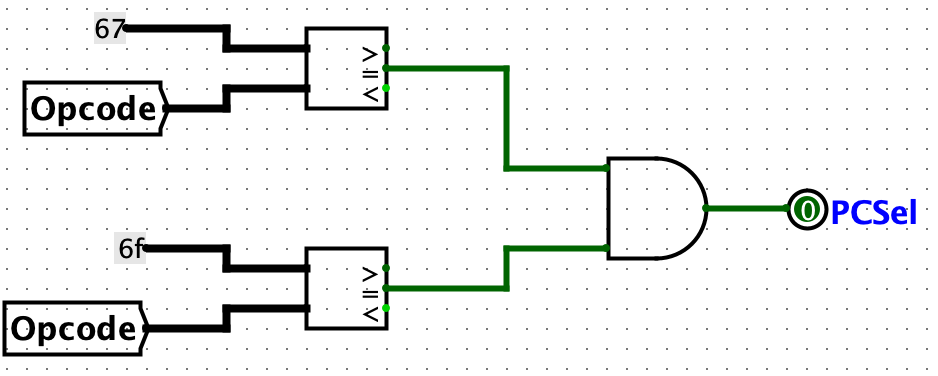 67
>
=
<
Opcode
0 PCSel
6f
>
=
<
Opcode